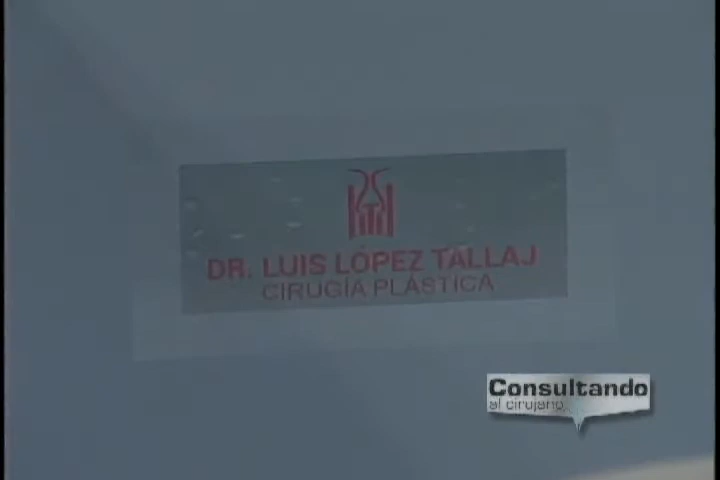 DR. LUIS LÓPEZ TALLAJ
CIRUGÍA PLÁSTICA
Consultando
al cirujano